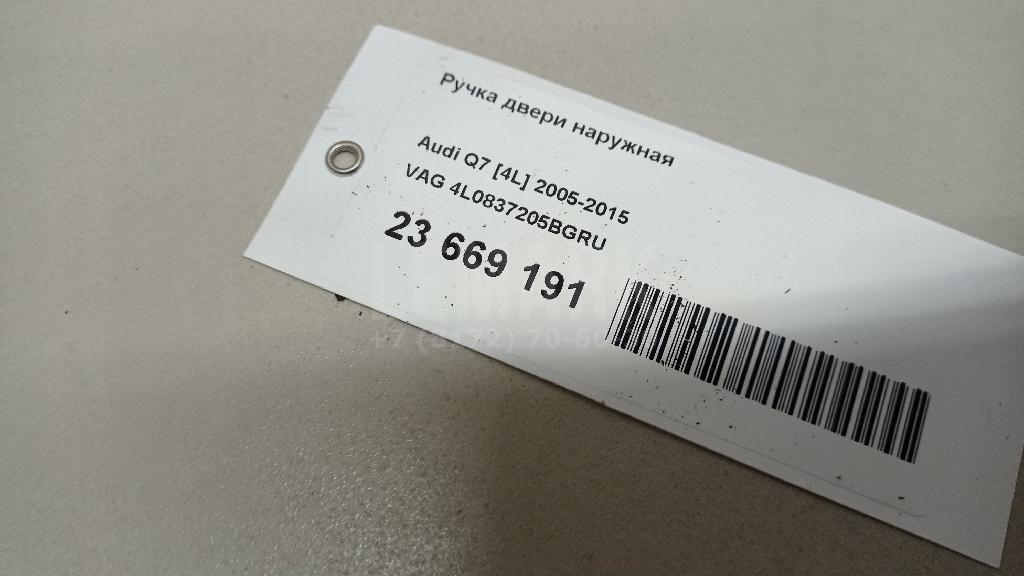 Ручка двери наружная
Audi Q7 [4L] 2005-2015
VAG 4L0837205BGRU
23 669 191